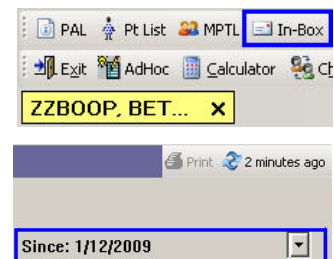 PAL Pt List MPTL In-Box
Exit AdHoc Calculator
ZZBOOP, BET... X
Print 2 minutes ago
Since: 1/12/2009